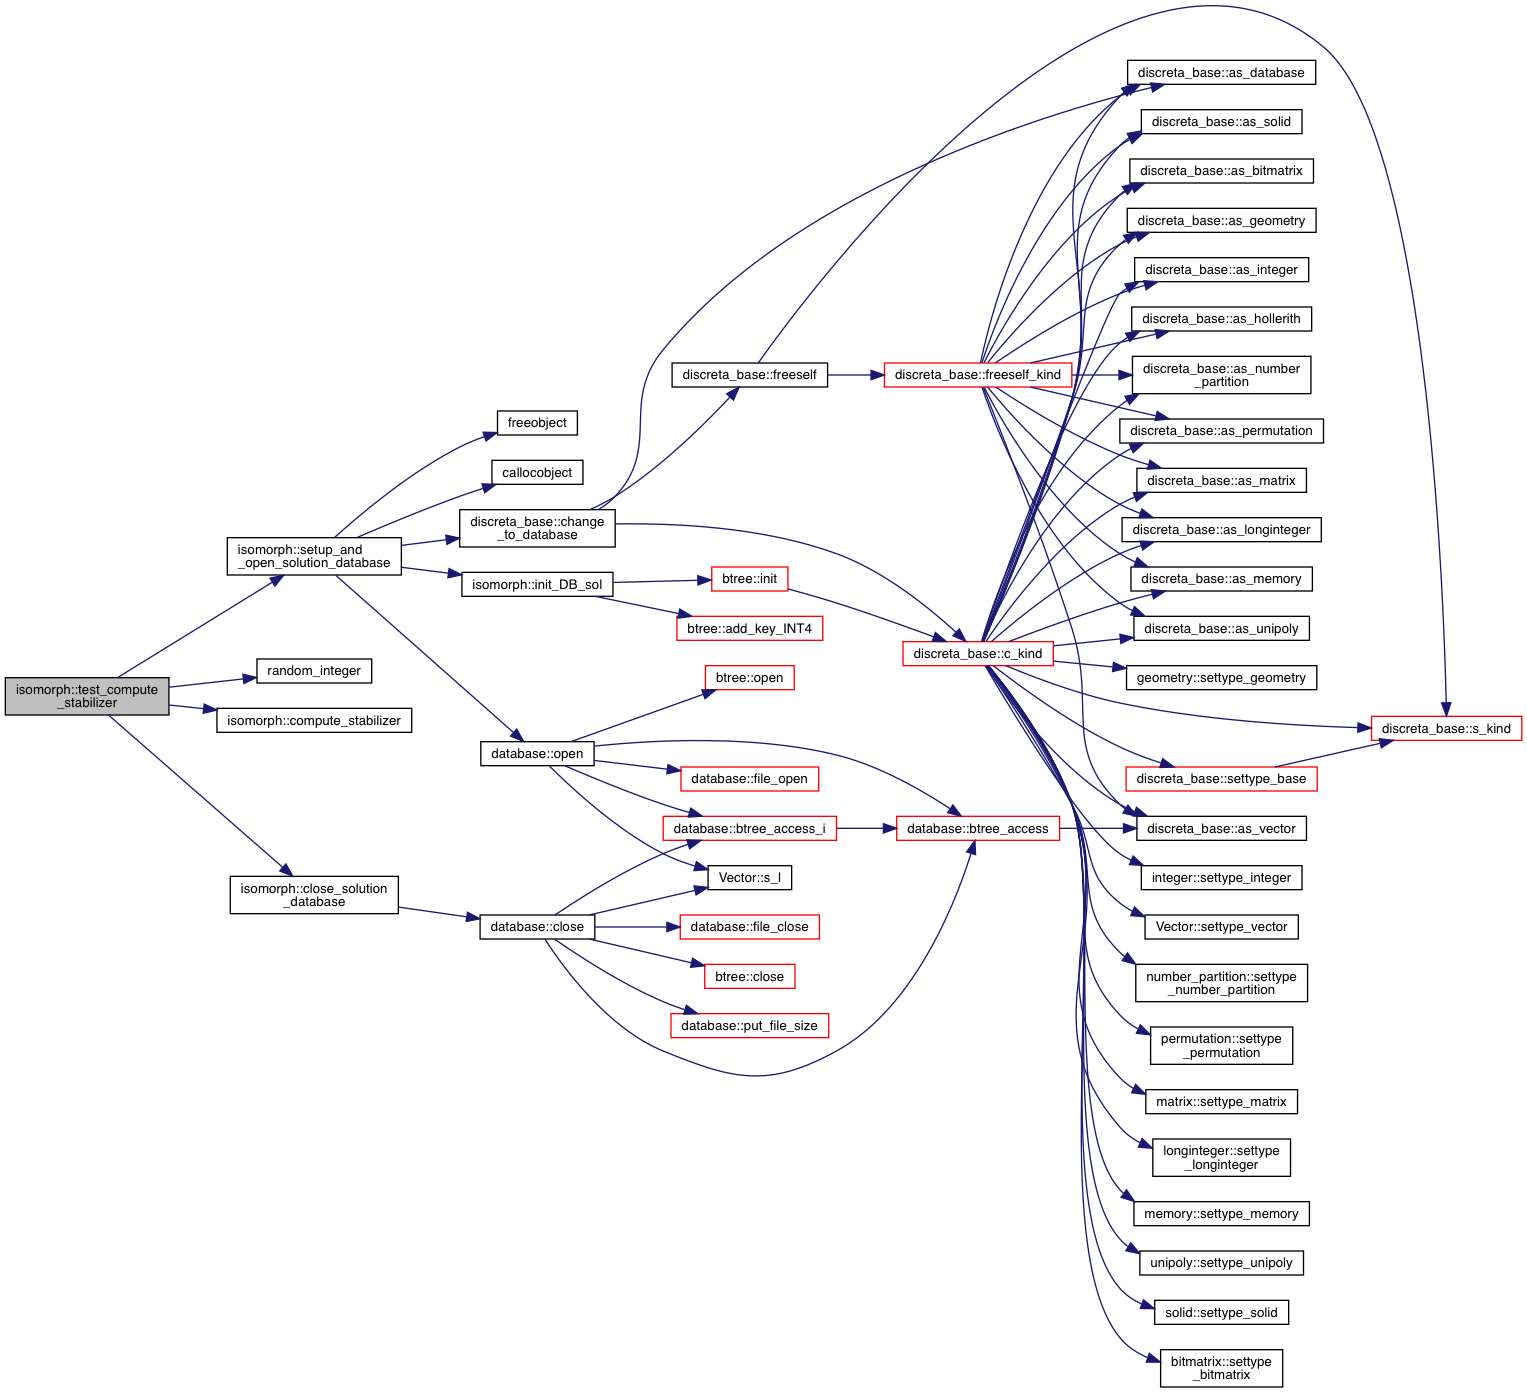 isomorph::test_compute
_stabilizer
isomorph::setup_and
_open_solution_database
random_integer
isomorph::compute_stabilizer
isomorph::close_solution
_database
freeobject
callocobject
discreta_base::change
_to_database
isomorph::init_DB_sol
database::open
database::close
discreta_base::freeself
btree::init
btree::add_key_INT4
btree::open
database::file_open
database::btree_access_i
Vector::s_l
database::file_close
btree::close
database::put_file_size
discreta_base::freeself_kind
discreta_base::c_kind
database::btree_access
discreta_base::as_database
discreta_base::as_solid
discreta_base::as_bitmatrix
discreta_base::as_geometry
discreta_base::as_integer
discreta_base::as_hollerith
discreta_base::as_number
_partition
discreta_base::as_permutation
discreta_base::as_matrix
discreta_base::as_longinteger
discreta_base::as_memory
discreta_base::as_unipoly
geometry::settype_geometry
discreta_base::settype_base
discreta_base::as_vector
integer::settype_integer
Vector::settype_vector
number_partition::settype
_number_partition
permutation::settype
_permutation
matrix::settype_matrix
longinteger::settype
_longinteger
memory::settype_memory
unipoly::settype_unipoly
solid::settype_solid
bitmatrix::settype
_bitmatrix
discreta_base::s_kind